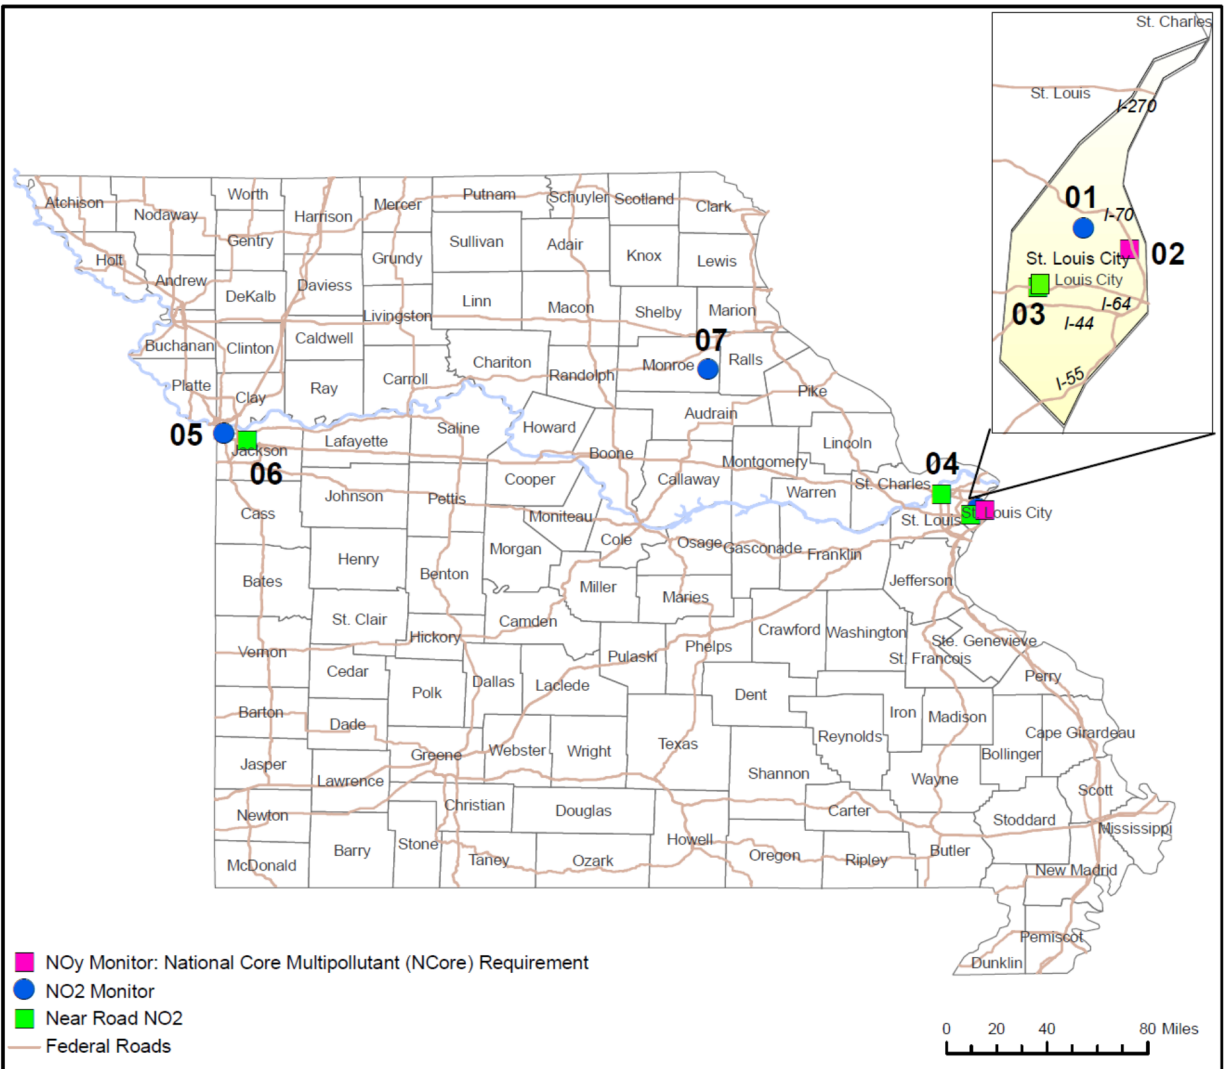 St. Charles
St. Louis
I-270
01
I-70
02
St. Louis City
Louis City
03
I-64
I-44
I-55
Atchison
Nodaway
Worth
Harrison
Mercer
Putnam
Schuyler
Scotland
Clark
Holt
Andrew
Gentry
DeKalb
Daviess
Grundy
Sullivan
Adair
Knox
Lewis
Linn
Macon
Shelby
Marion
Livingston
Buchanan
Clinton
Caldwell
07
Chariton
Randolph
Monroe
Ralls
Pike
Platte
Clay
Ray
Carroll
Audrain
05
Jackson
06
Lafayette
Saline
Howard
Boone
Callaway
Montgomery
Lincoln
04
St. Charles
Warren
St. Louis
St. Louis City
Cass
Johnson
Pettis
Cooper
Moniteau
Cole
Osage
Gasconade
Franklin
Jefferson
Bates
Henry
Benton
Morgan
Miller
Maries
St. Clair
Hickory
Camden
Pulaski
Phelps
Crawford
Washington
Ste. Genevieve
St. Francois
Perry
Vernon
Cedar
Polk
Dallas
Laclede
Dent
Iron
Madison
Cape Girardeau
Bollinger
Barton
Dade
Greene
Webster
Wright
Texas
Reynolds
Shannon
Wayne
Scott
Jasper
Lawrence
Christian
Douglas
Carter
Stoddard
Mississippi
Newton
Barry
Stone
Taney
Ozark
Howell
Oregon
Ripley
Butler
New Madrid
McDonald
Pemiscot
Dunklin
NOy Monitor: National Core Multipollutant (NCore) Requirement
NO2 Monitor
Near Road NO2
Federal Roads
0 20 40 80 Miles